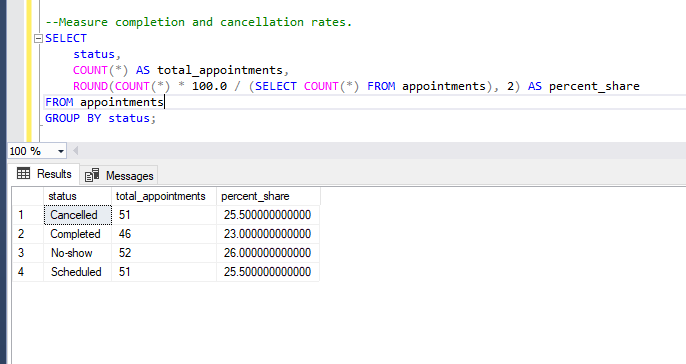 --Measure completion and cancellation rates.
SELECT
status,
COUNT(*) AS total_appointments,
ROUND(COUNT(*) * 100.0 / (SELECT COUNT(*) FROM appointments), 2) AS percent_share
FROM appointments
GROUP BY status;
100 %
Results Messages
status total_appointments percent_share
1 Cancelled 51 25.500000000000
2 Completed 46 23.000000000000
3 No-show 52 26.000000000000
4 Scheduled 51 25.500000000000